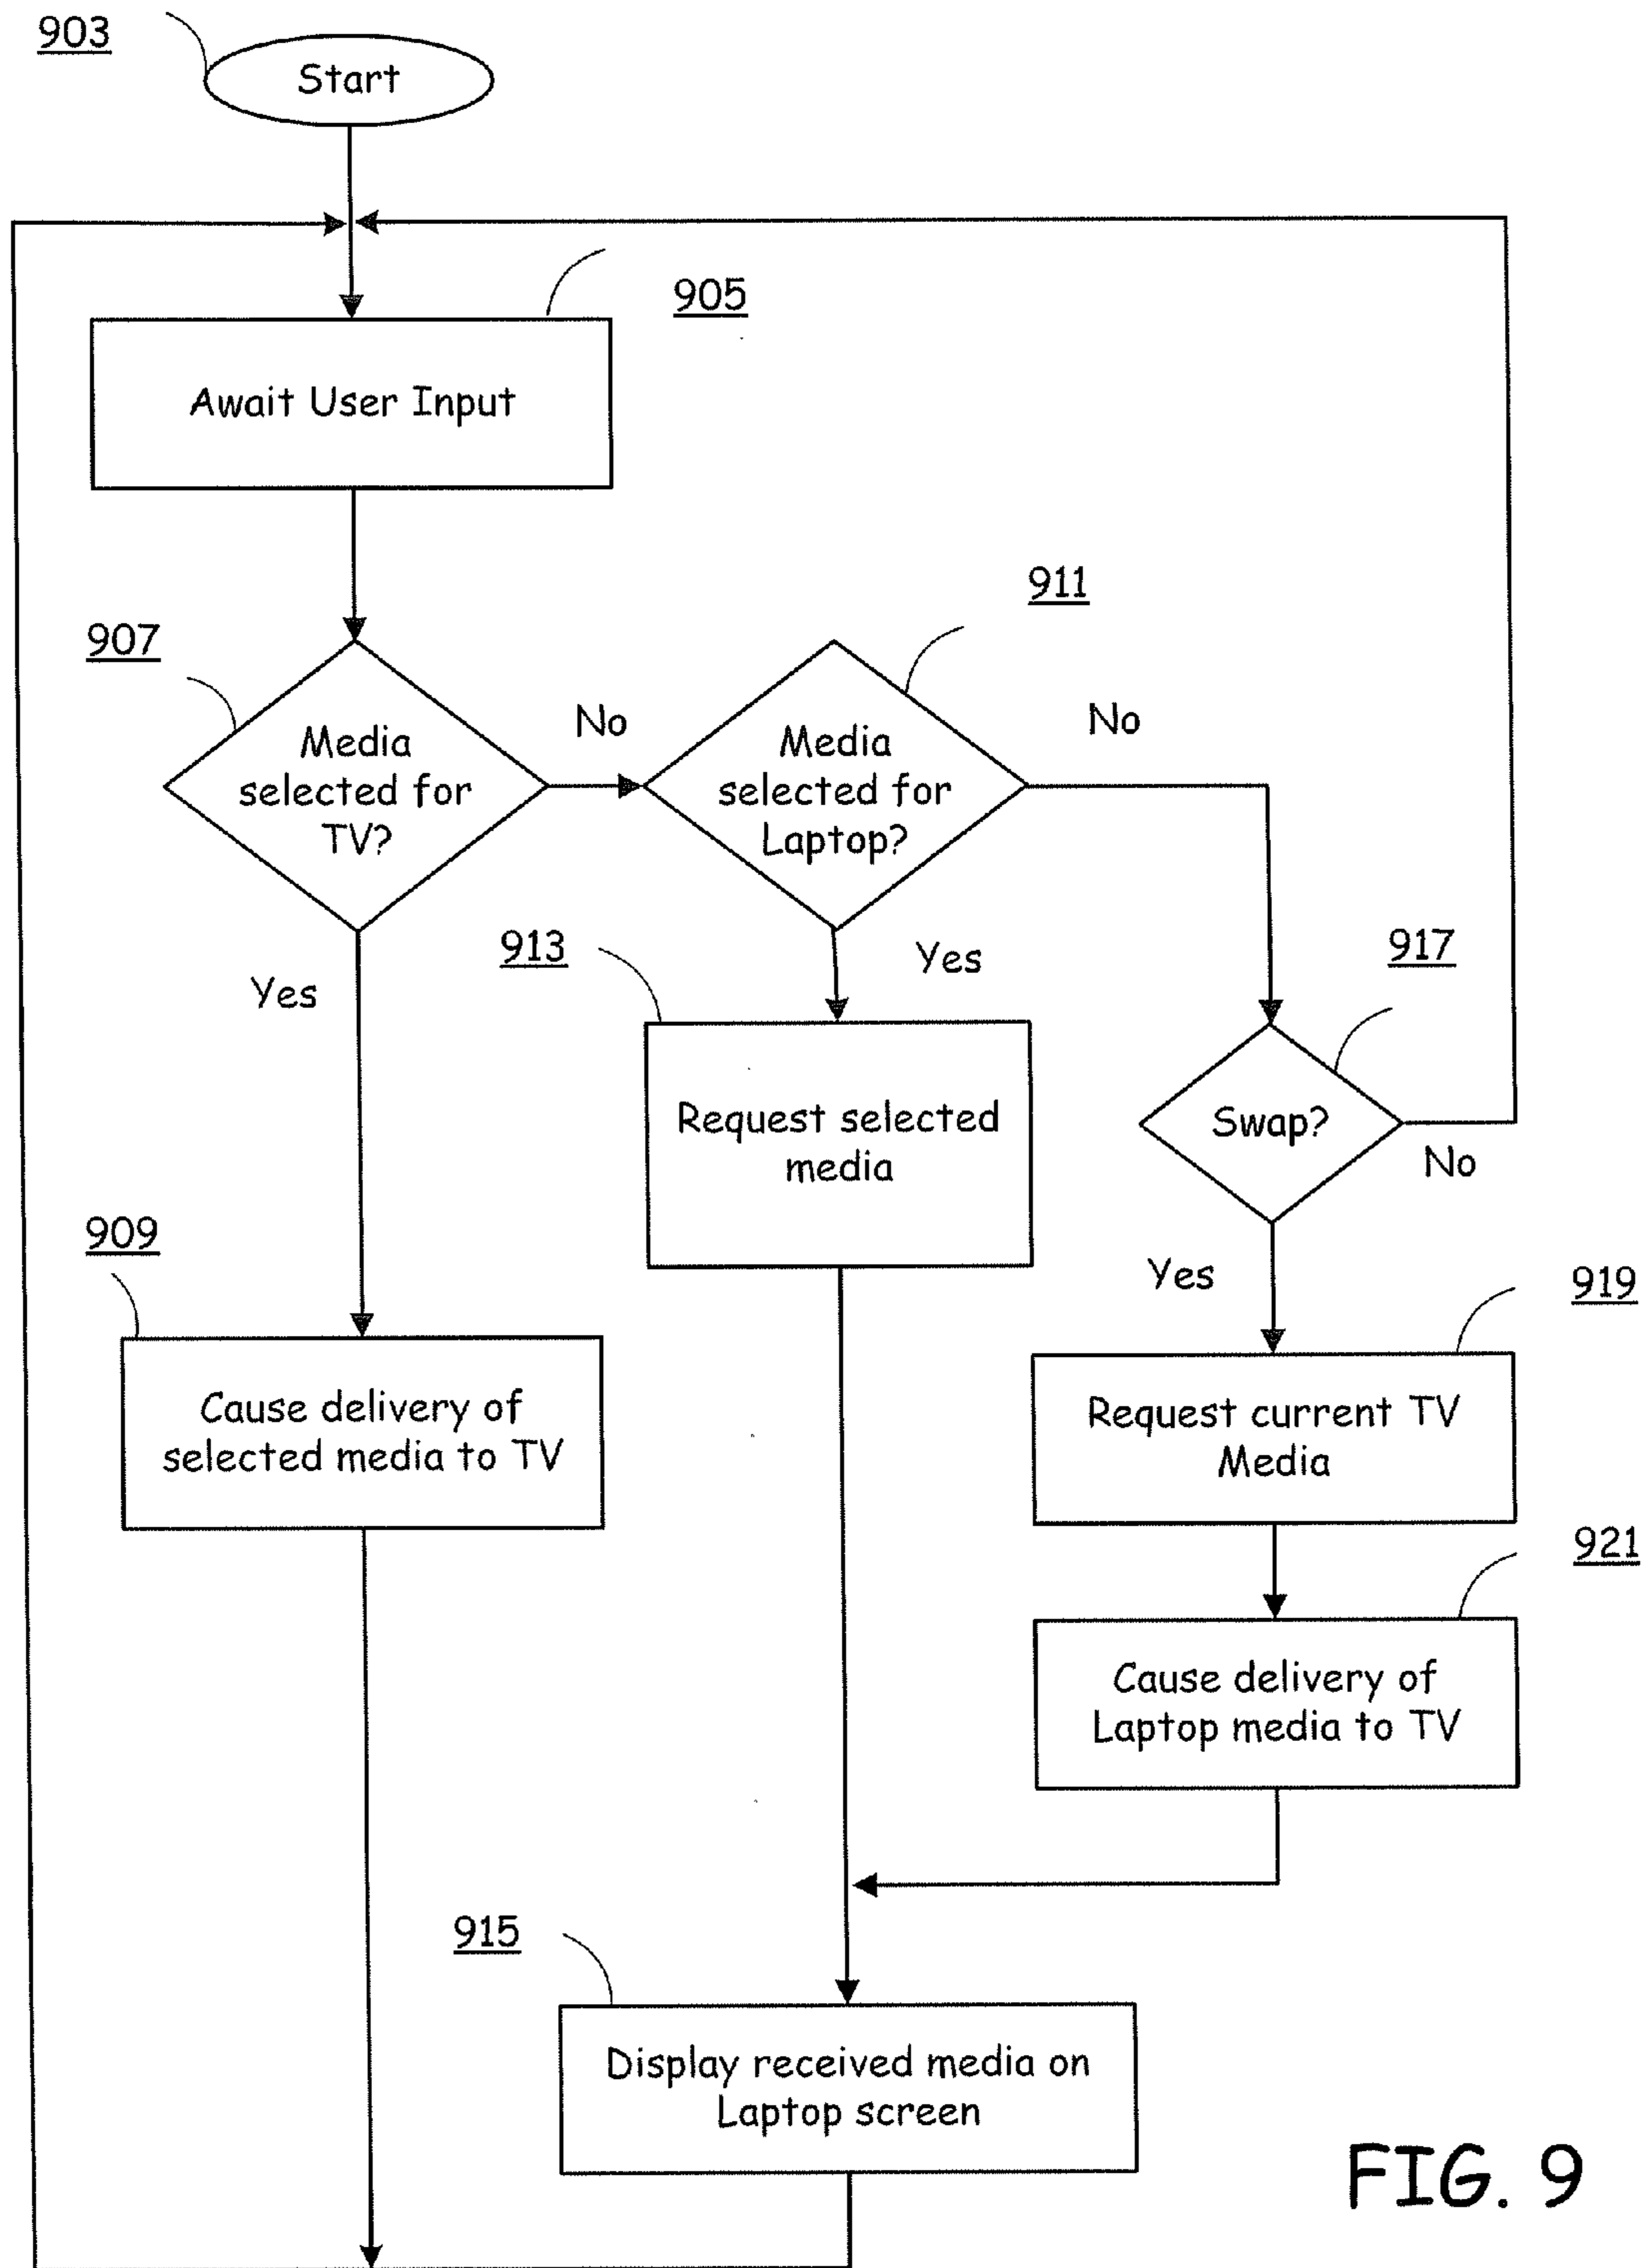 903
Start
905
Await User Input
911
907
Media
selected for
TV?
No
Media
selected for
Laptop?
No
Yes
913
Yes
917
Request selected
media
Swap?
No
909
Yes
919
Cause delivery of
selected media to TV
Request current TV
Media
921
Cause delivery of
Laptop media to TV
915
Display received media on
Laptop screen
FIG. 9